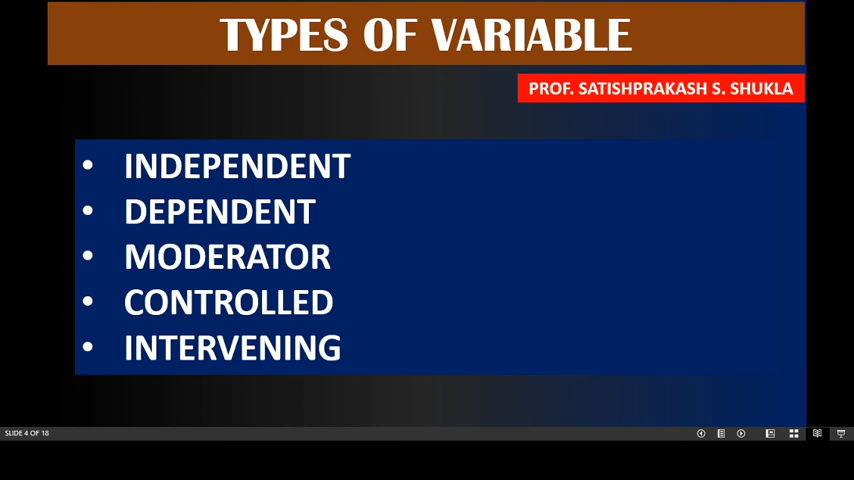 TYPES OF VARIABLE
PROF. SATISHPRAKASH S. SHUKLA
• INDEPENDENT
• DEPENDENT
• MODERATOR
• CONTROLLED
• INTERVENING
SLIDE 4 OF 18